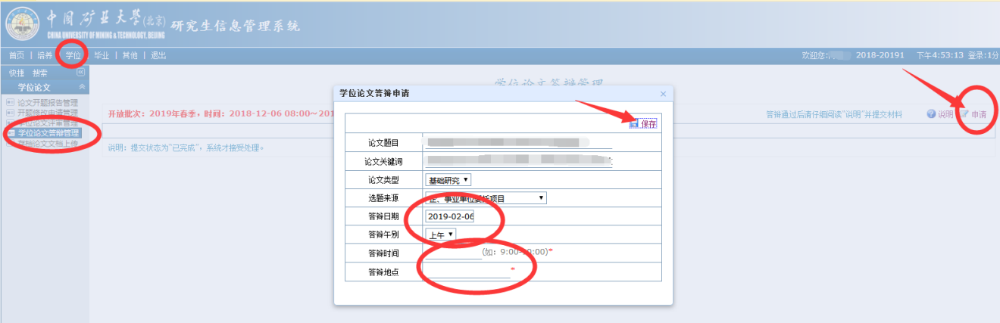 中国矿业大學(北京) 研究生信息管理系统
CHINA UNIVERSITY OF MINING & TECHNOLOGY, BEIJING
首页 | 培养 学位 毕业 | 其他 | 退出
欢迎您: 2018-20191 下午4:53:13 登录:1分
快捷 搜索
学位论文
论文开题报告管理
开题修改申请管理
学位论文评审管理
学位论文答辩管理
存档论文文档上传
学位论文答辩管理
开放批次：2019年春季，时间：2018-12-06 08:00～201
答辩通过后请仔细阅读"说明"并提交材料 说明 申请
说明：提交状态为"已完成"，系统才接受处理。
学位论文答辩申请
保存
论文题目
论文关键词
论文类型 基础研究
选题来源 企、事业单位委托项目
答辩日期 2019-02-06
答辩午别 上午
答辩时间 (如：9:00-10:00)*
答辩地点 *